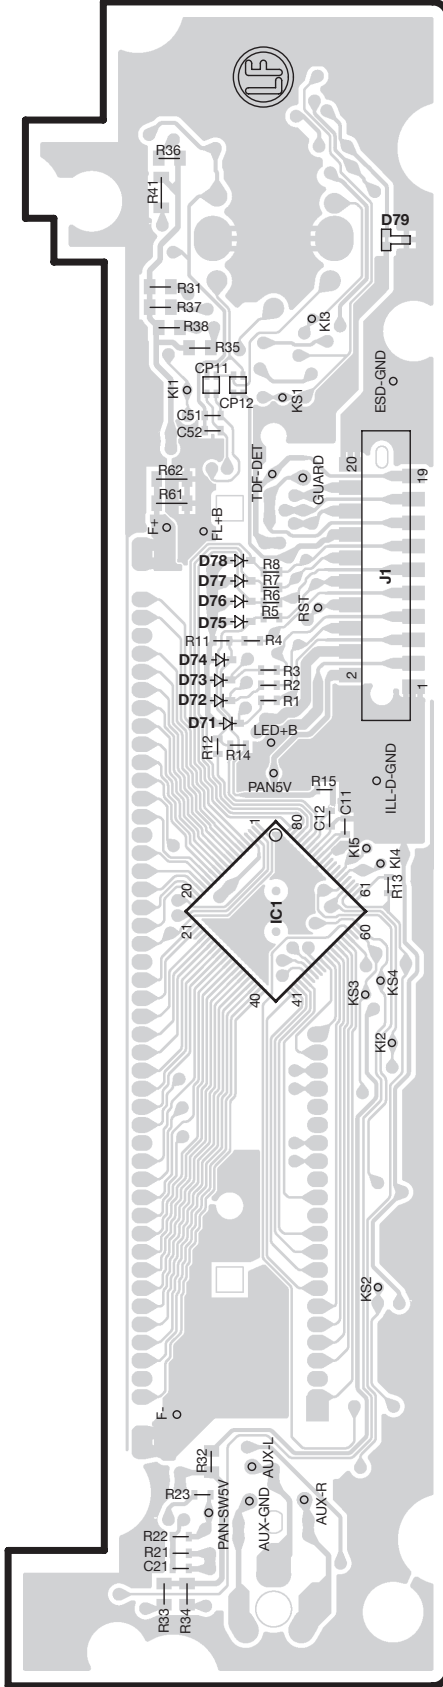 LF
R36
R41
D79
R31
R37
KI3
R38
R35
CP11
ESD-GND
KI1
CP12
KS1
C51
C52
TDF-DET
20
R62
GUARD
19
R61
F+
FL+B
D78
R8
D77
R7
J1
D76
R6
D75
R5
RST
R11
R4
D74
R3
D73
R2
2
D72
R1
1
D71
LED+B
R12
R14
ILL-D-GND
PAN5V
R15
C12
C11
1
80
KI5
KI4
20
61
R13
21
IC1
60
40
41
KS3
KS4
KI2
KS2
F-
R32
AUX-L
R23
PAN-SW5V
AUX-GND
AUX-R
R22
R21
C21
R33
R34